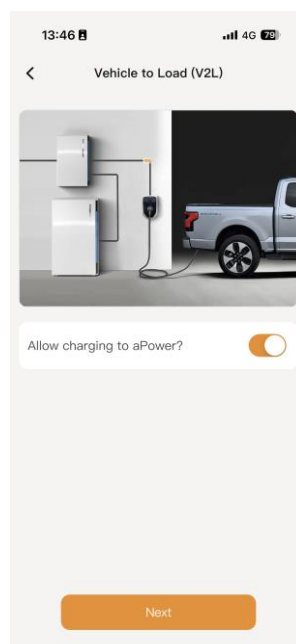 13:46
4G 79
Vehicle to Load (V2L)
Allow charging to aPower?
Next